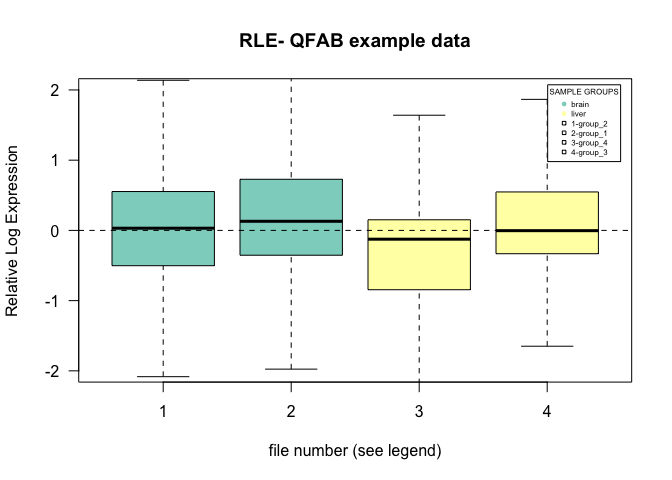 RLE- QFAB example data
SAMPLE GROUPS
brain
liver
1-group_2
2-group_1
3-group_4
4-group_3
Relative Log Expression
2
1
0
-1
-2
1 2 3 4
file number (see legend)